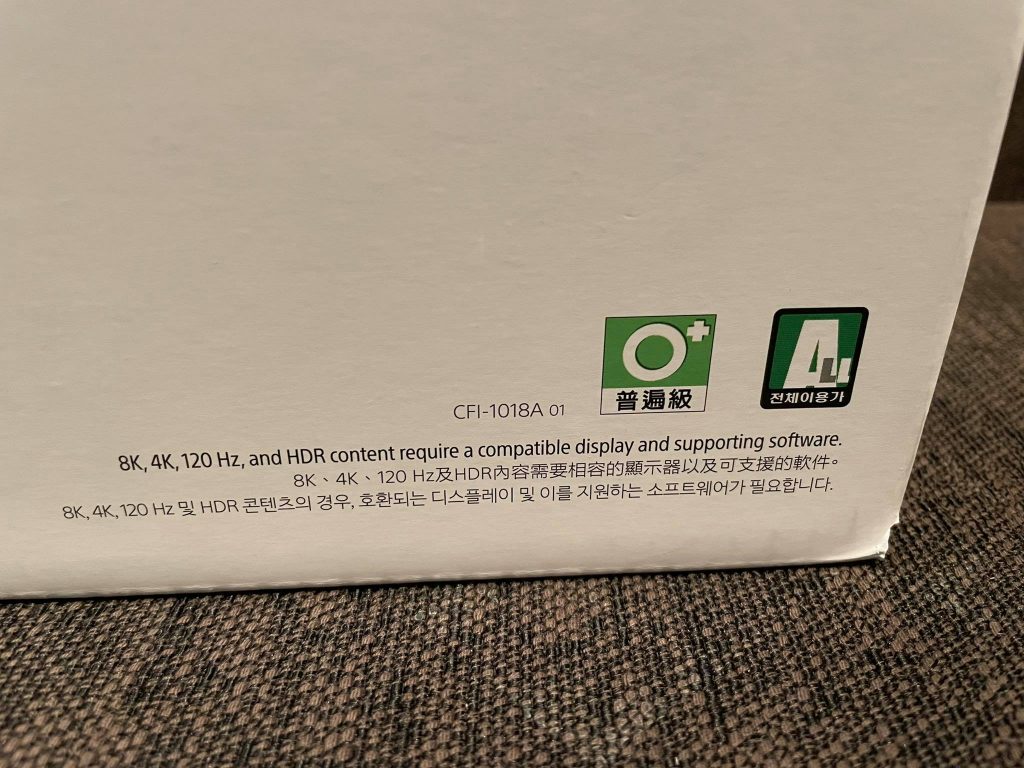 O+
普遍級
ALL
전체이용가
CFI-1018A 01
8K, 4K, 120 Hz, and HDR content require a compatible display and supporting software.
8K、4K、120 Hz及HDR內容需要相容的顯示器以及可支援的軟件。
8K, 4K, 120 Hz 및 HDR 콘텐츠의 경우, 호환되는 디스플레이 및 이를 지원하는 소프트웨어가 필요합니다.